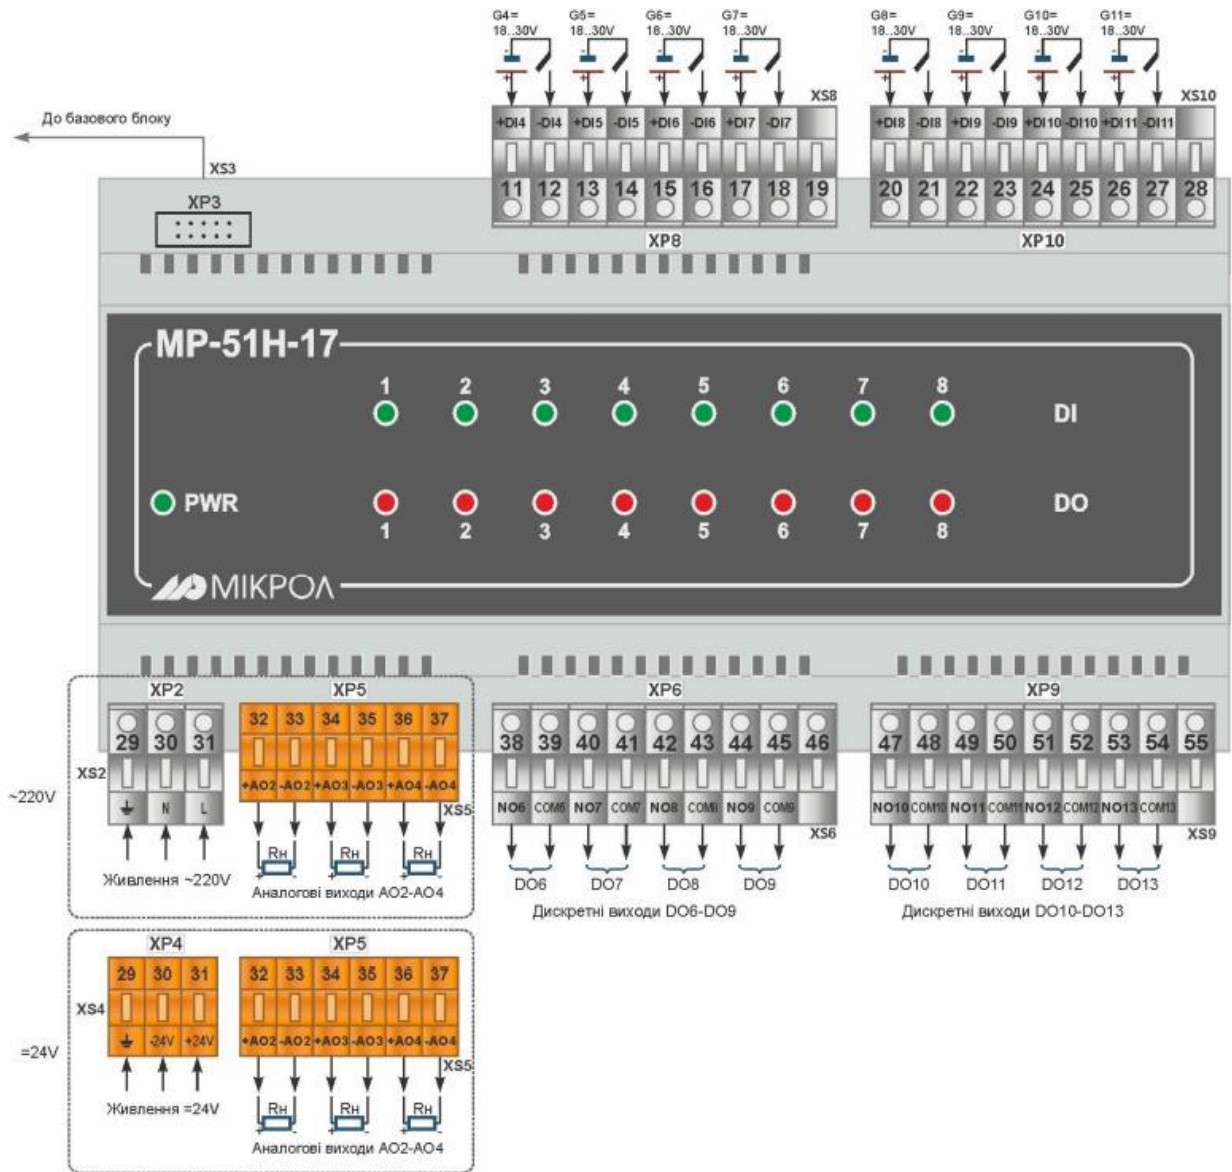 G4= G5= G6= G7= G8= G9= G10= G11=
18..30V 18..30V 18..30V 18..30V 18..30V 18..30V 18..30V 18..30V
- - - - - - - -
+ + + + + + + +
XS8 XS10
До базового блоку
+DI4 -DI4 +DI5 -DI5 +DI6 -DI6 +DI7 -DI7 +DI8 -DI8 +DI9 -DI9 +DI10 -DI10 +DI11 -DI11
XS3
11 12 13 14 15 16 17 18 19 20 21 22 23 24 25 26 27 28
XP3
XP8 XP10
МР-51Н-17
1 2 3 4 5 6 7 8
DI
PWR
DO
1 2 3 4 5 6 7 8
МІКРОЛ
XP2 XP5 XP6 XP9
29 30 31 32 33 34 35 36 37 38 39 40 41 42 43 44 45 46 47 48 49 50 51 52 53 54 55
XS2
~220V
N L +AO2 -AO2 +AO3 -AO3 +AO4 -AO4 NO6 COM6 NO7 COM7 NO8 COM8 NO9 COM9 NO10 COM10 NO11 COM11 NO12 COM12 NO13 COM13
XS5 XS6 XS9
Rн Rн Rн
+ - + - + -
Живлення ~220V
Аналогові виходи AO2-AO4
DO6 DO7 DO8 DO9 DO10 DO11 DO12 DO13
Дискретні виходи DO6-DO9 Дискретні виходи DO10-DO13
XP4 XP5
29 30 31 32 33 34 35 36 37
XS4
=24V
-24V +24V +AO2 -AO2 +AO3 -AO3 +AO4 -AO4
XS5
Rн Rн Rн
+ - + - + -
Живлення =24V
Аналогові виходи AO2-AO4